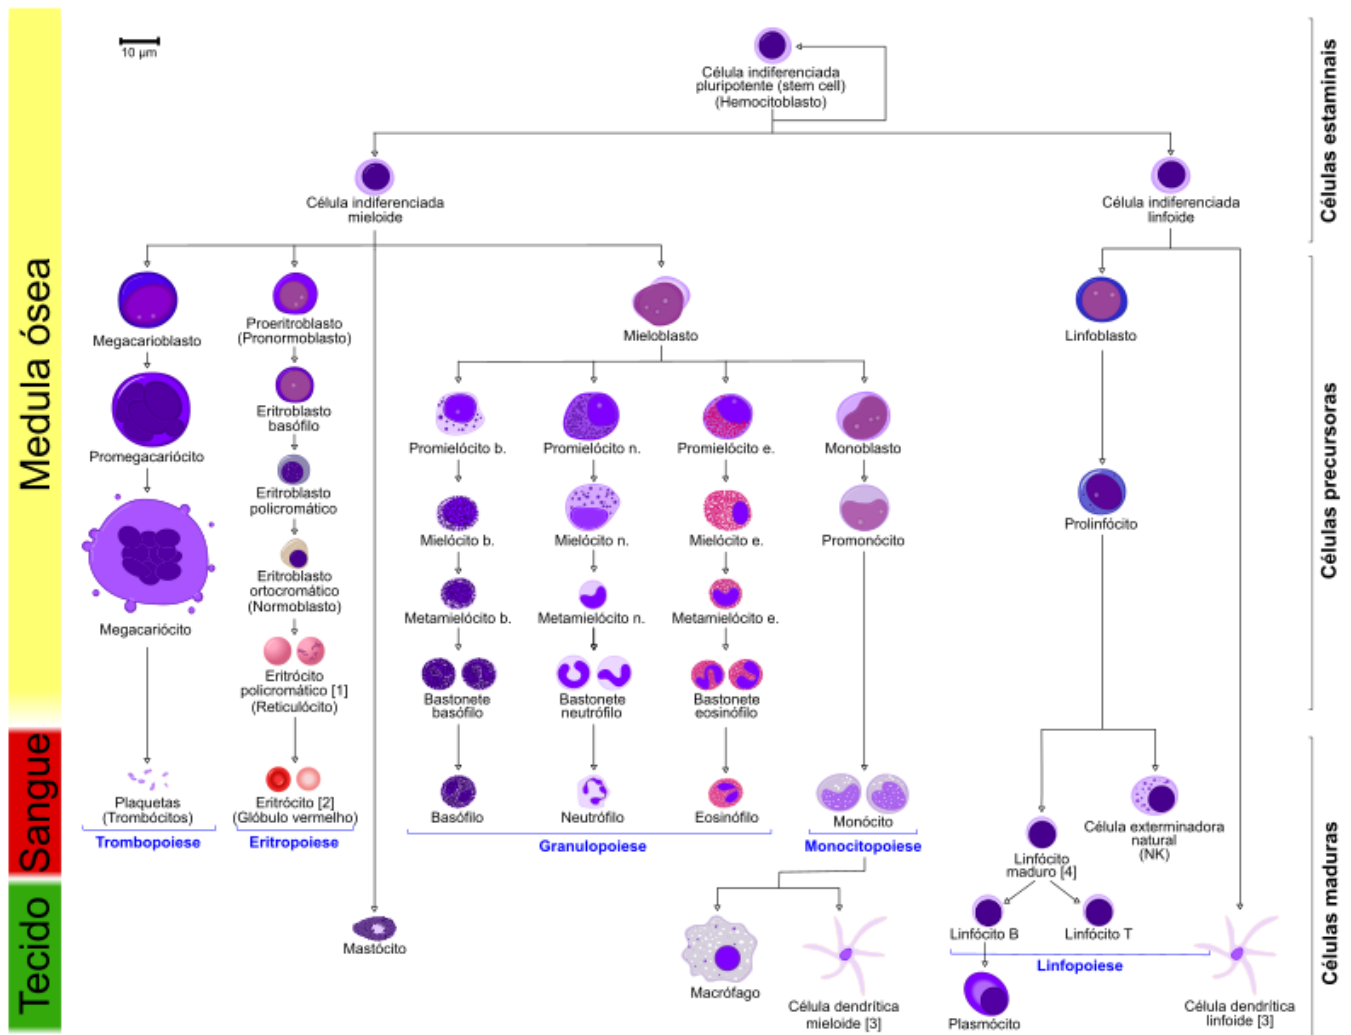 10 µm
Célula indiferenciada
pluripotente (stem cell)
(Hemocitoblasto)
Célula indiferenciada
mieloide
Célula indiferenciada
linfoide
Células estaminais
Medula ósea
Megacarioblasto
Proeritroblasto
(Pronormoblasto)
Mieloblasto
Linfoblasto
Promegacariócito
Eritroblasto
basófilo
Promielócito b.
Promielócito n.
Promielócito e.
Monoblasto
Eritroblasto
policromático
Mielócito b.
Mielócito n.
Mielócito e.
Promonócito
Prolinfócito
Células precursoras
Eritroblasto
ortocromático
(Normoblasto)
Megacariócito
Metamielócito b.
Metamielócito n.
Metamielócito e.
Eritrócito
policromático [1]
(Reticulócito)
Bastonete
basófilo
Bastonete
neutrófilo
Bastonete
eosinófilo
Sangue
Plaquetas
(Trombócitos)
Eritrócito [2]
(Glóbulo vermelho)
Basófilo
Neutrófilo
Eosinófilo
Monócito
Célula exterminadora
natural
(NK)
Linfócito
maduro [4]
Trombopoiese
Eritropoiese
Granulopoiese
Monocitopoiese
Células maduras
Tecido
Mastócito
Linfócito B
Linfócito T
Linfopoiese
Macrófago
Célula dendrítica
mieloide [3]
Plasmócito
Célula dendrítica
linfoide [3]